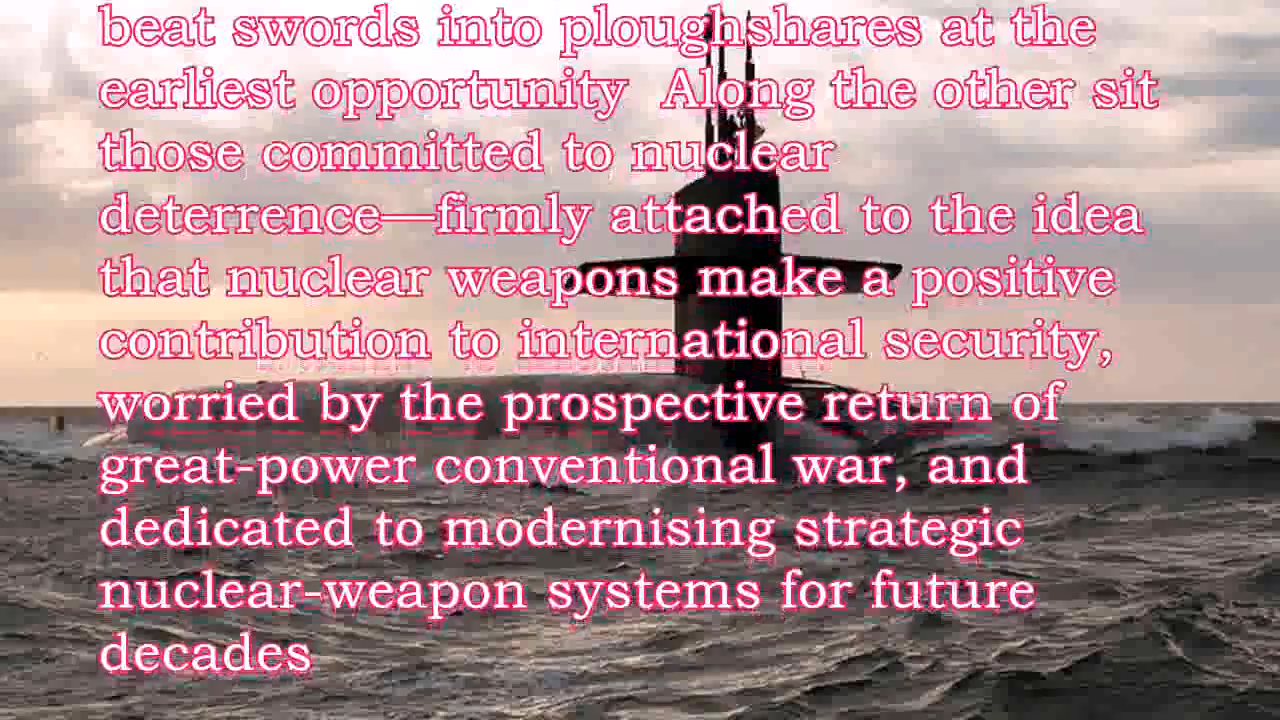 beat swords into ploughshares at the
earliest opportunity  Along the other sit
those committed to nuclear
deterrence—firmly attached to the idea
that nuclear weapons make a positive
contribution to international security,
worried by the prospective return of
great-power conventional war, and
dedicated to modernising strategic
nuclear-weapon systems for future
decades